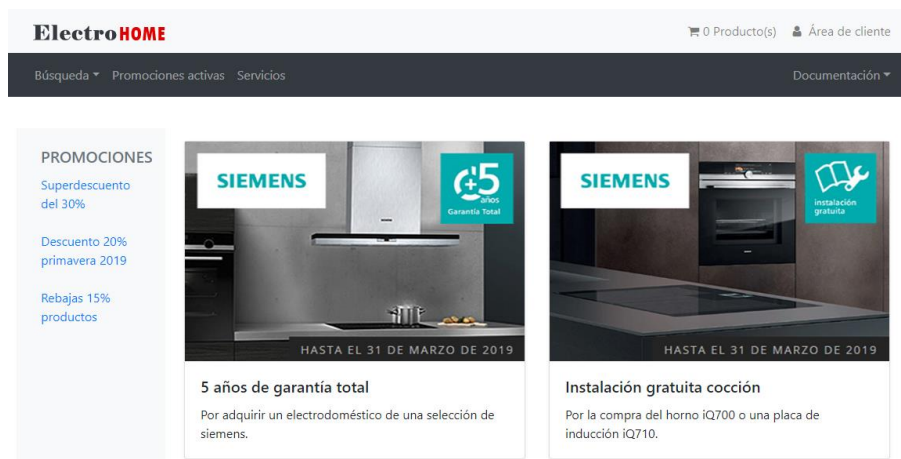 ElectroHOME
0 Producto(s) Área de cliente
Búsqueda Promociones activas Servicios Documentación
PROMOCIONES
Superdescuento
del 30%
Descuento 20%
primavera 2019
Rebajas 15%
productos
SIEMENS
+5
años
Garantía Total
HASTA EL 31 DE MARZO DE 2019
5 años de garantía total
Por adquirir un electrodoméstico de una selección de
siemens.
SIEMENS
instalación
gratuita
HASTA EL 31 DE MARZO DE 2019
Instalación gratuita cocción
Por la compra del horno iQ700 o una placa de
inducción iQ710.